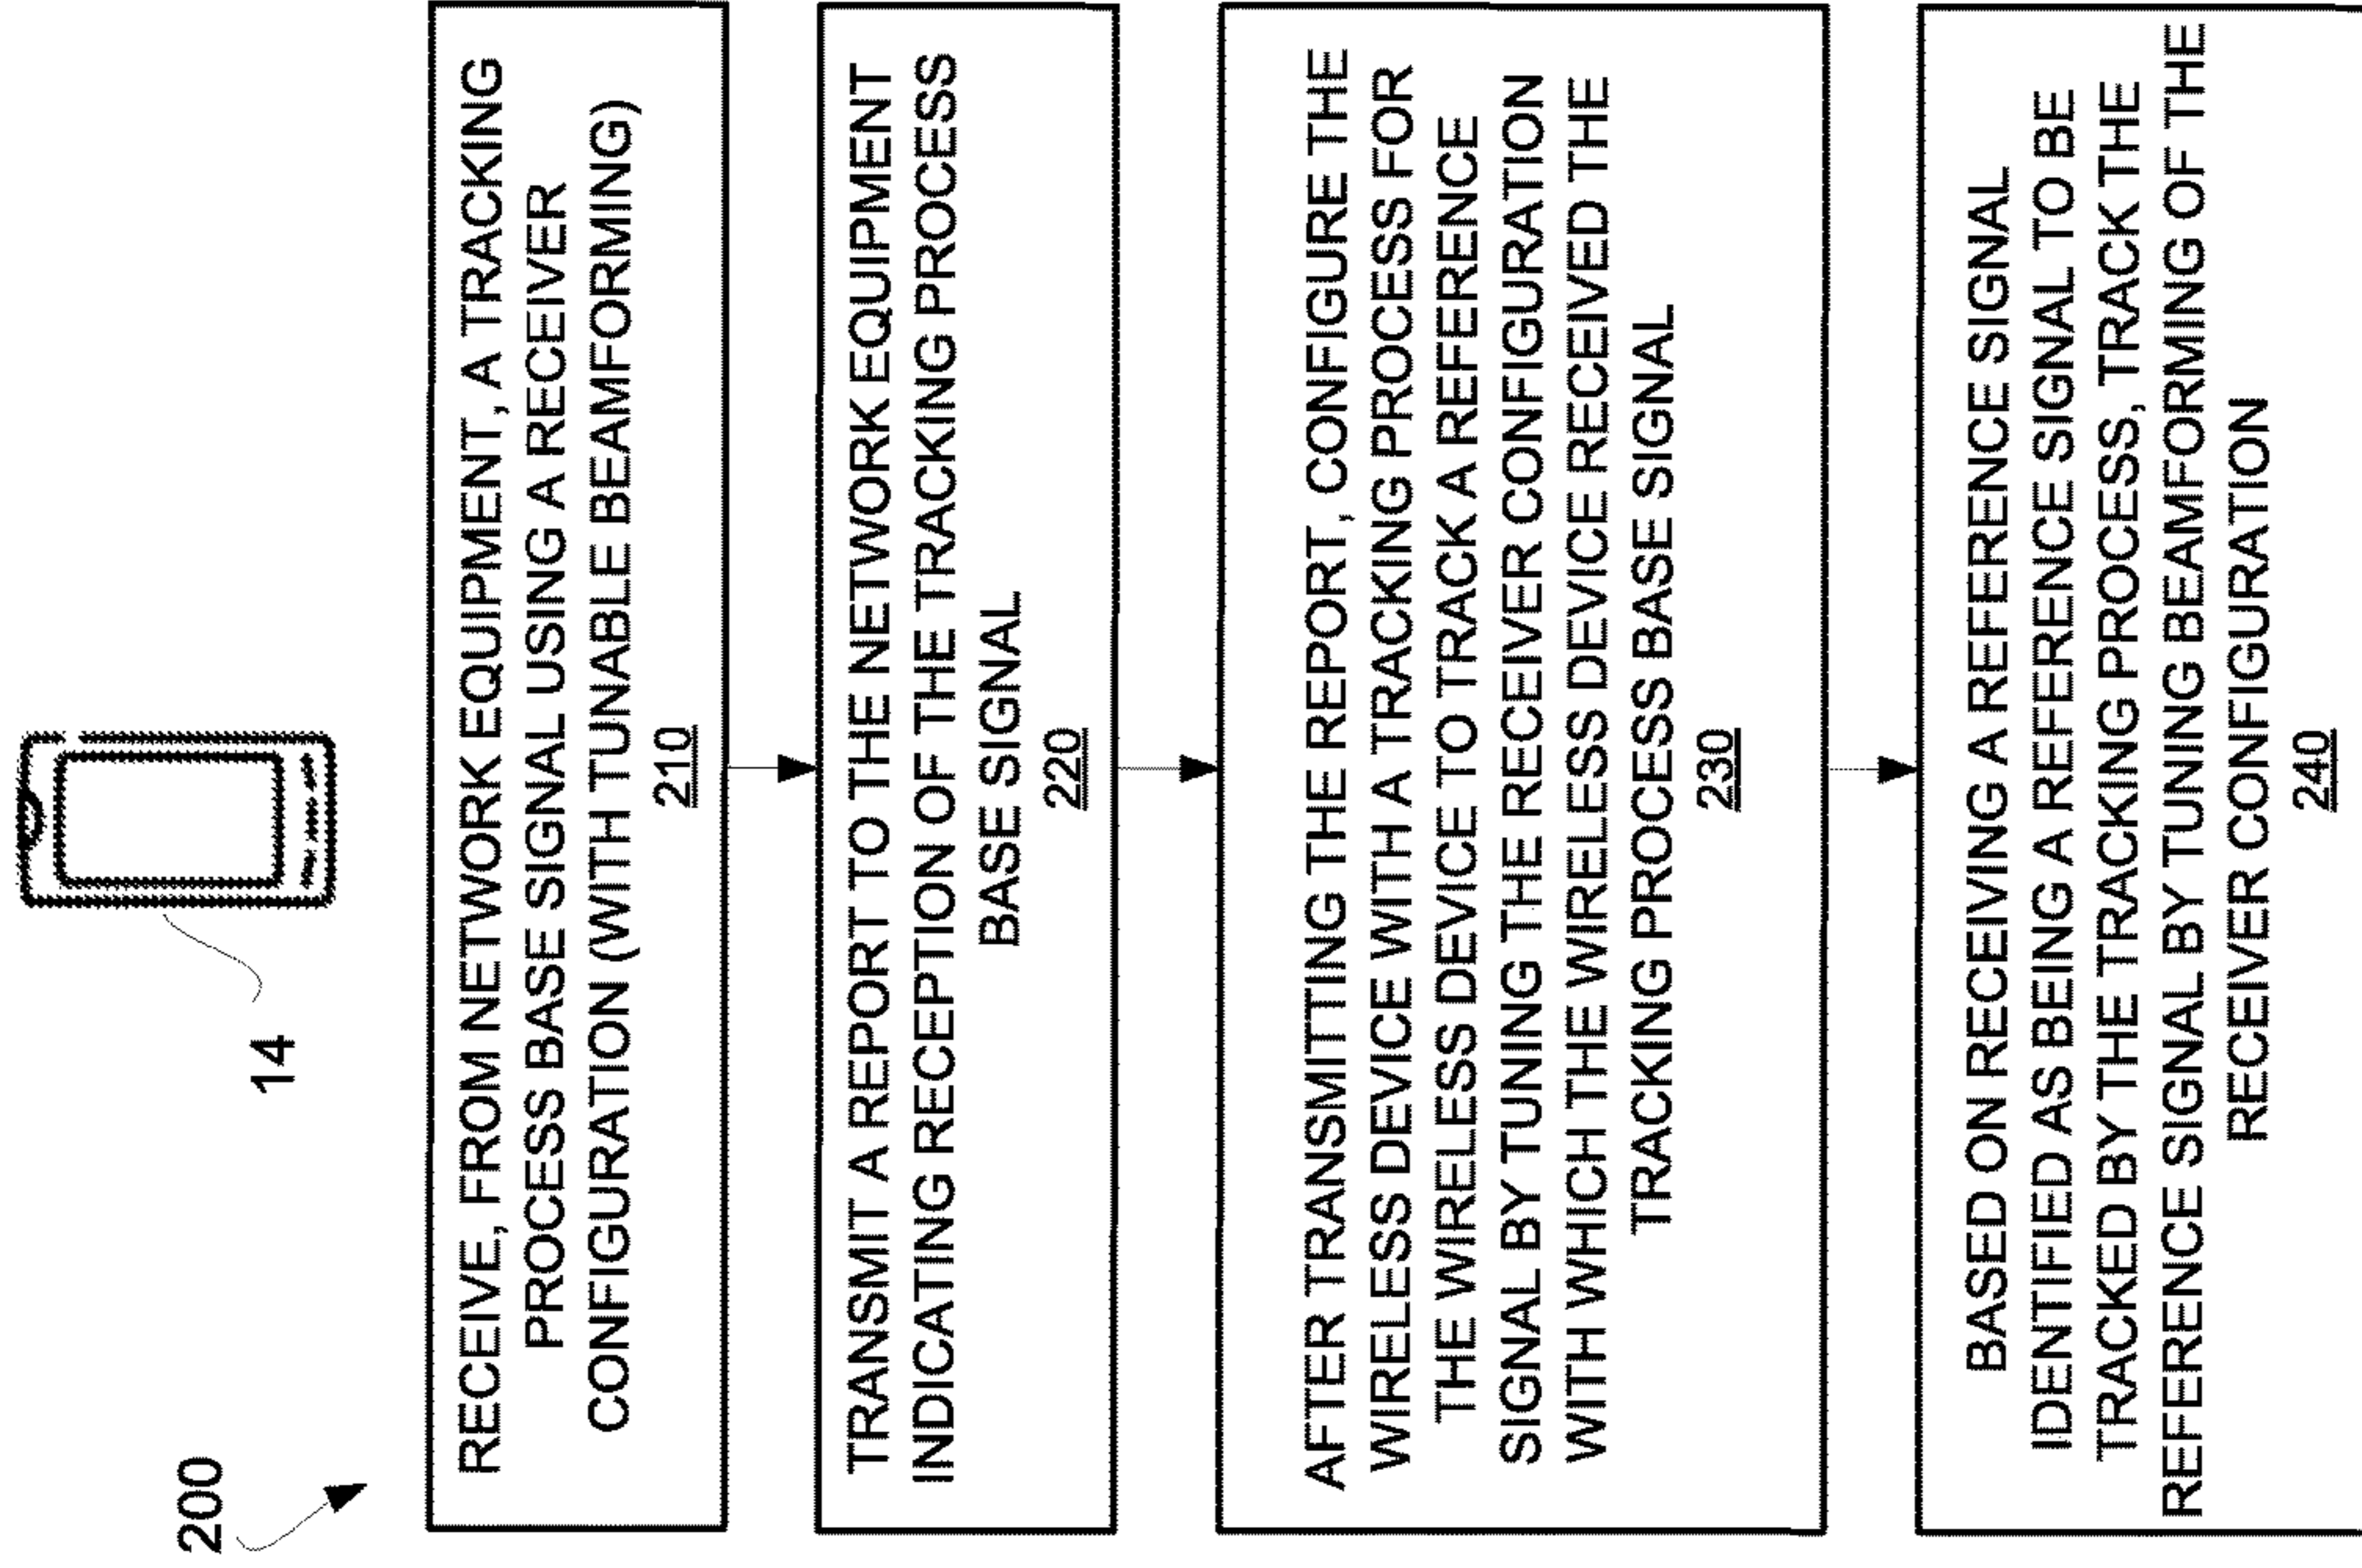 200
14
RECEIVE, FROM NETWORK EQUIPMENT, A TRACKING
PROCESS BASE SIGNAL USING A RECEIVER
CONFIGURATION (WITH TUNABLE BEAMFORMING)
210
TRANSMIT A REPORT TO THE NETWORK EQUIPMENT
INDICATING RECEPTION OF THE TRACKING PROCESS
BASE SIGNAL
220
AFTER TRANSMITTING THE REPORT, CONFIGURE THE
WIRELESS DEVICE WITH A TRACKING PROCESS FOR
THE WIRELESS DEVICE TO TRACK A REFERENCE
SIGNAL BY TUNING THE RECEIVER CONFIGURATION
WITH WHICH THE WIRELESS DEVICE RECEIVED THE
TRACKING PROCESS BASE SIGNAL
230
BASED ON RECEIVING A REFERENCE SIGNAL
IDENTIFIED AS BEING A REFERENCE SIGNAL TO BE
TRACKED BY THE TRACKING PROCESS, TRACK THE
REFERENCE SIGNAL BY TUNING BEAMFORMING OF THE
RECEIVER CONFIGURATION
240